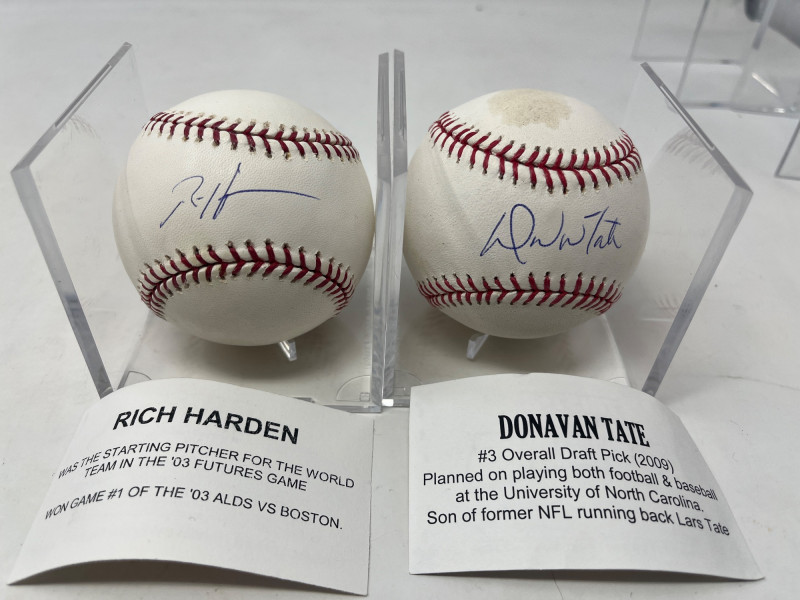 RICH HARDEN
WAS THE STARTING PITCHER FOR THE WORLD
TEAM IN THE '03 FUTURES GAME
WON GAME #1 OF THE '03 ALDS VS BOSTON.
DONAVAN TATE
#3 Overall Draft Pick (2009)
Planned on playing both football & baseball
at the University of North Carolina.
Son of former NFL running back Lars Tate